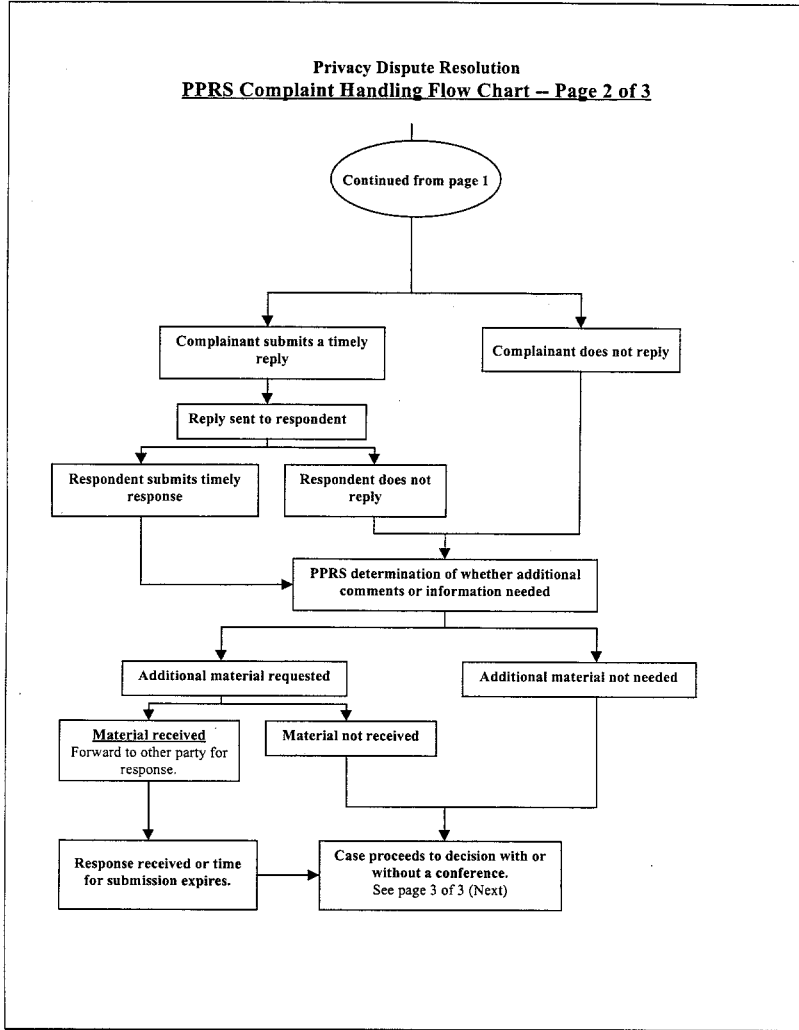 Privacy Dispute Resolution
PPRS Complaint Handling Flow Chart -- Page 2 of 3
Continued from page 1
Complainant submits a timely
reply
Complainant does not reply
Reply sent to respondent
Respondent submits timely
response
Respondent does not
reply
PPRS determination of whether additional
comments or information needed
Additional material requested
Additional material not needed
Material received
Forward to other party for
response.
Material not received
Response received or time
for submission expires.
Case proceeds to decision with or
without a conference.
See page 3 of 3 (Next)